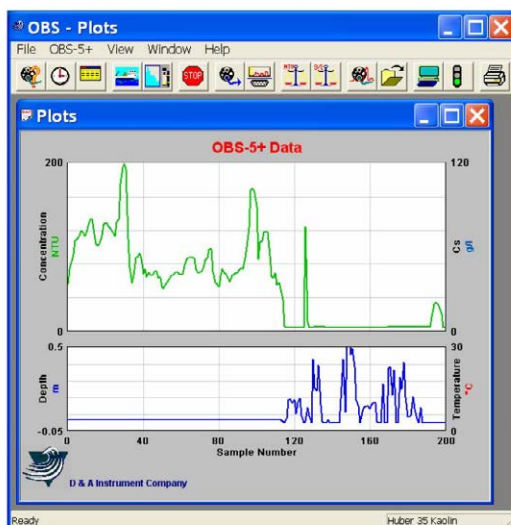 OBS - Plots
File OBS-5+ View Window Help
STOP
Plots
OBS-5+ Data
200
120
Concentration
NTU
Cs
g/l
0
0
0.5
30
Depth
m
Temperature
°C
-0.05
0
0 40 80 120 160 200
Sample Number
D & A Instrument Company
Ready
Huber 35 Kaolin